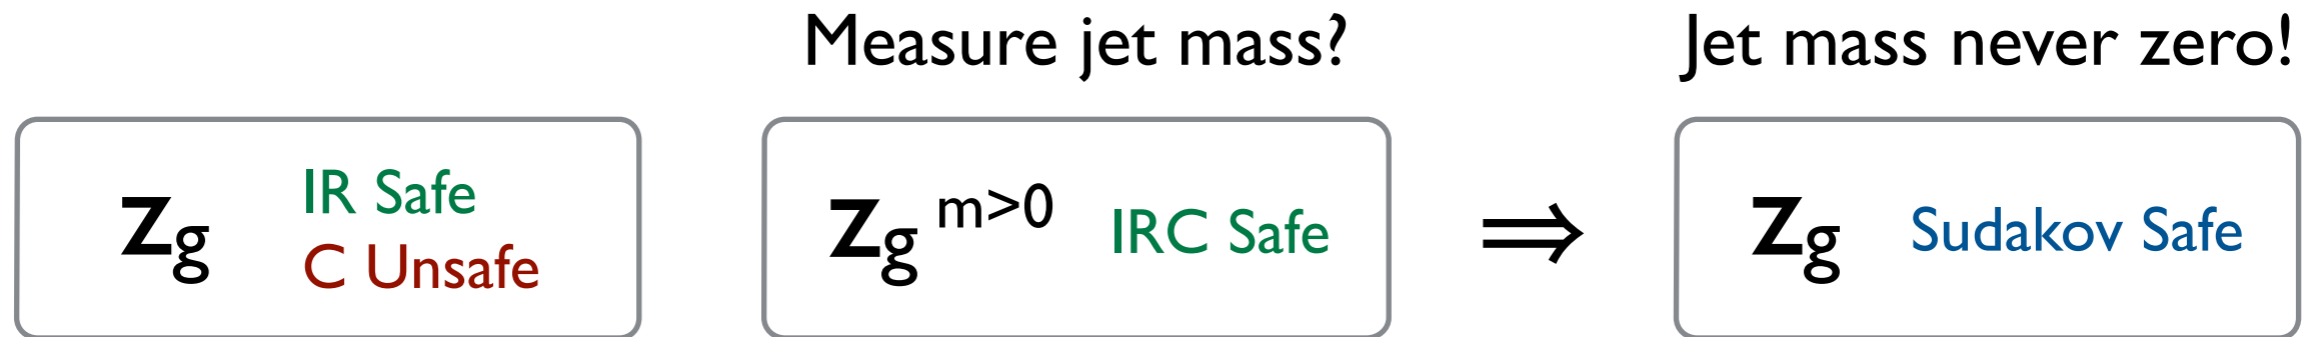 Measure jet mass?
Jet mass never zero!
zg IR Safe
C Unsafe
zg m>0 IRC Safe
⇒
zg Sudakov Safe